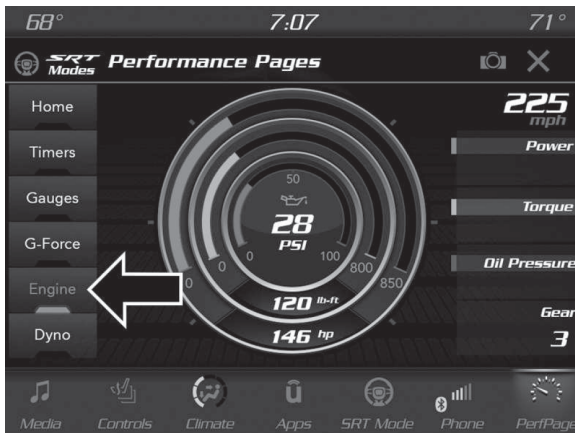 68° 7:07 71°
SRT Modes Performance Pages
225
mph
Home
Timers
Gauges
G-Force
Engine
Dyno
50
28
PSI
0 100
0 800
0 850
120 lb-ft
146 hp
Power
Torque
Oil Pressure
Gear
3
Media Controls Climate Apps SRT Mode Phone PerfPage